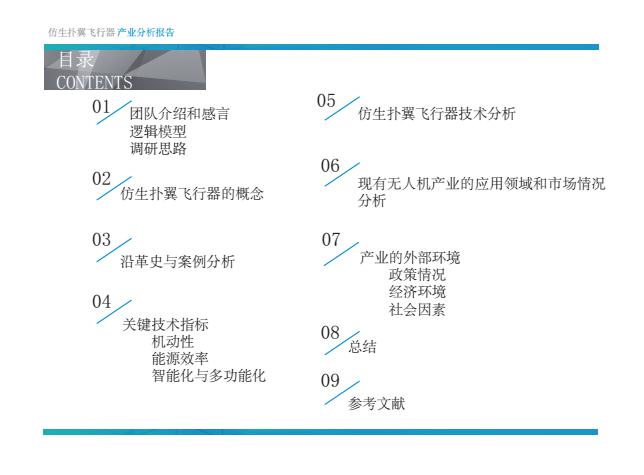 仿生扑翼飞行器 产业分析报告
目录
CONTENTS
01
团队介绍和感言
逻辑模型
调研思路
02
仿生扑翼飞行器的概念
03
沿革史与案例分析
04
关键技术指标
机动性
能源效率
智能化与多功能化
05
仿生扑翼飞行器技术分析
06
现有无人机产业的应用领域和市场情况
分析
07
产业的外部环境
政策情况
经济环境
社会因素
08
总结
09
参考文献